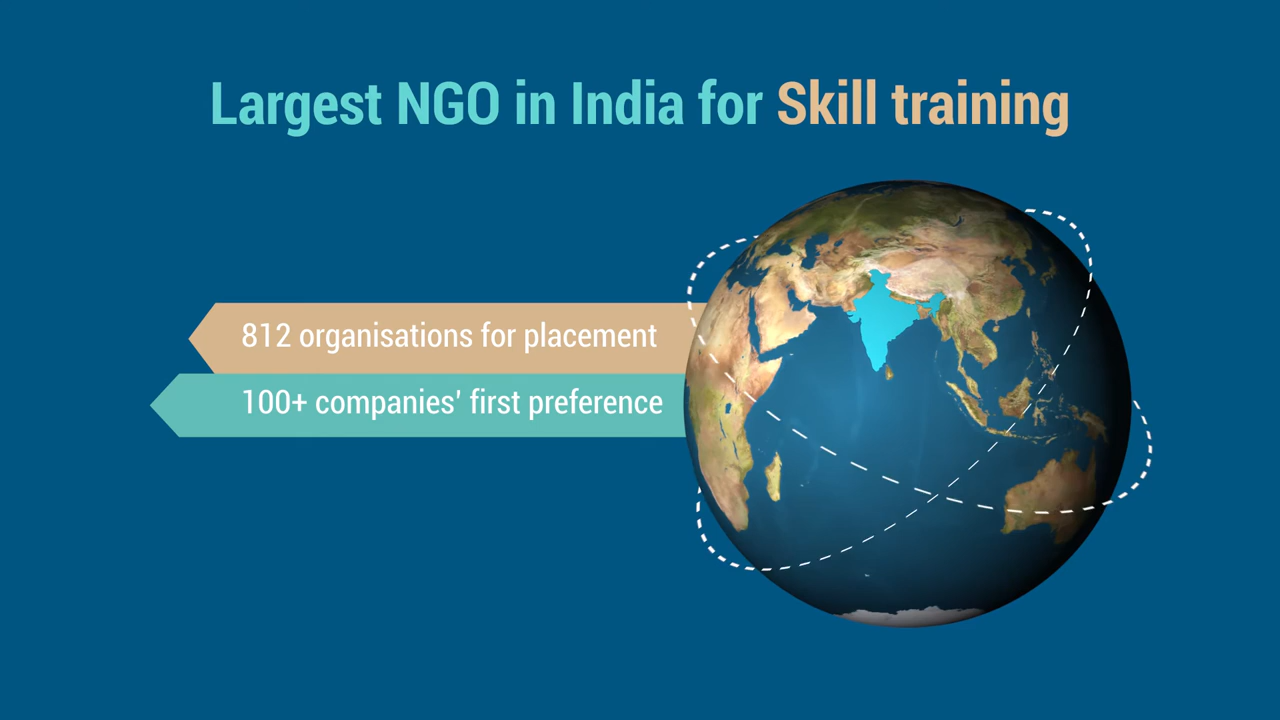 Largest NGO in India for Skill training
812 organisations for placement
100+ companies' first preference